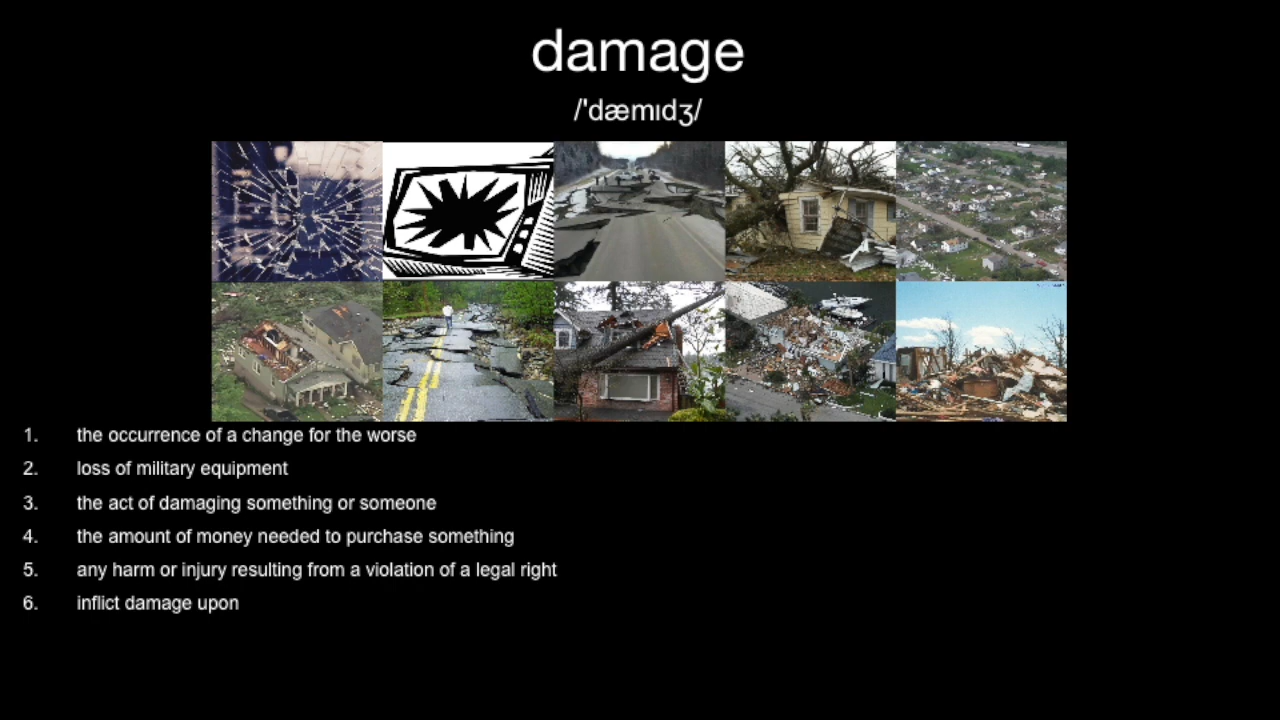 damage
/'dæmɪdʒ/
1. the occurrence of a change for the worse
2. loss of military equipment
3. the act of damaging something or someone
4. the amount of money needed to purchase something
5. any harm or injury resulting from a violation of a legal right
6. inflict damage upon